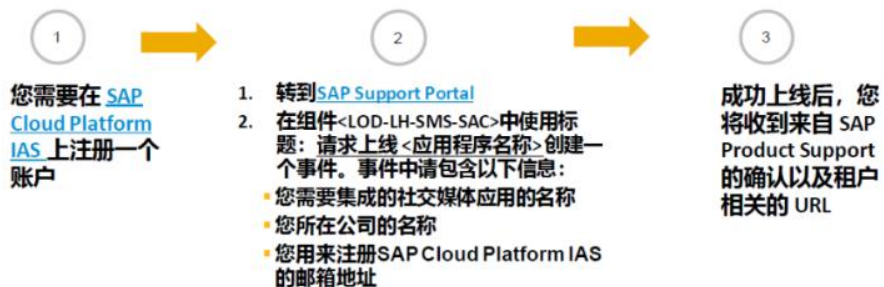 1
您需要在 SAP
Cloud Platform
IAS 上注册一个
账户
2
1. 转到SAP Support Portal
2. 在组件<LOD-LH-SMS-SAC>中使用标
题：请求上线<应用程序名称>创建一
个事件。事件中请包含以下信息：
▪您需要集成的社交媒体应用的名称
▪您所在公司的名称
▪您用来注册SAP Cloud Platform IAS
的邮箱地址
3
成功上线后，您
将收到来自 SAP
Product Support
的确认以及租户
相关的 URL